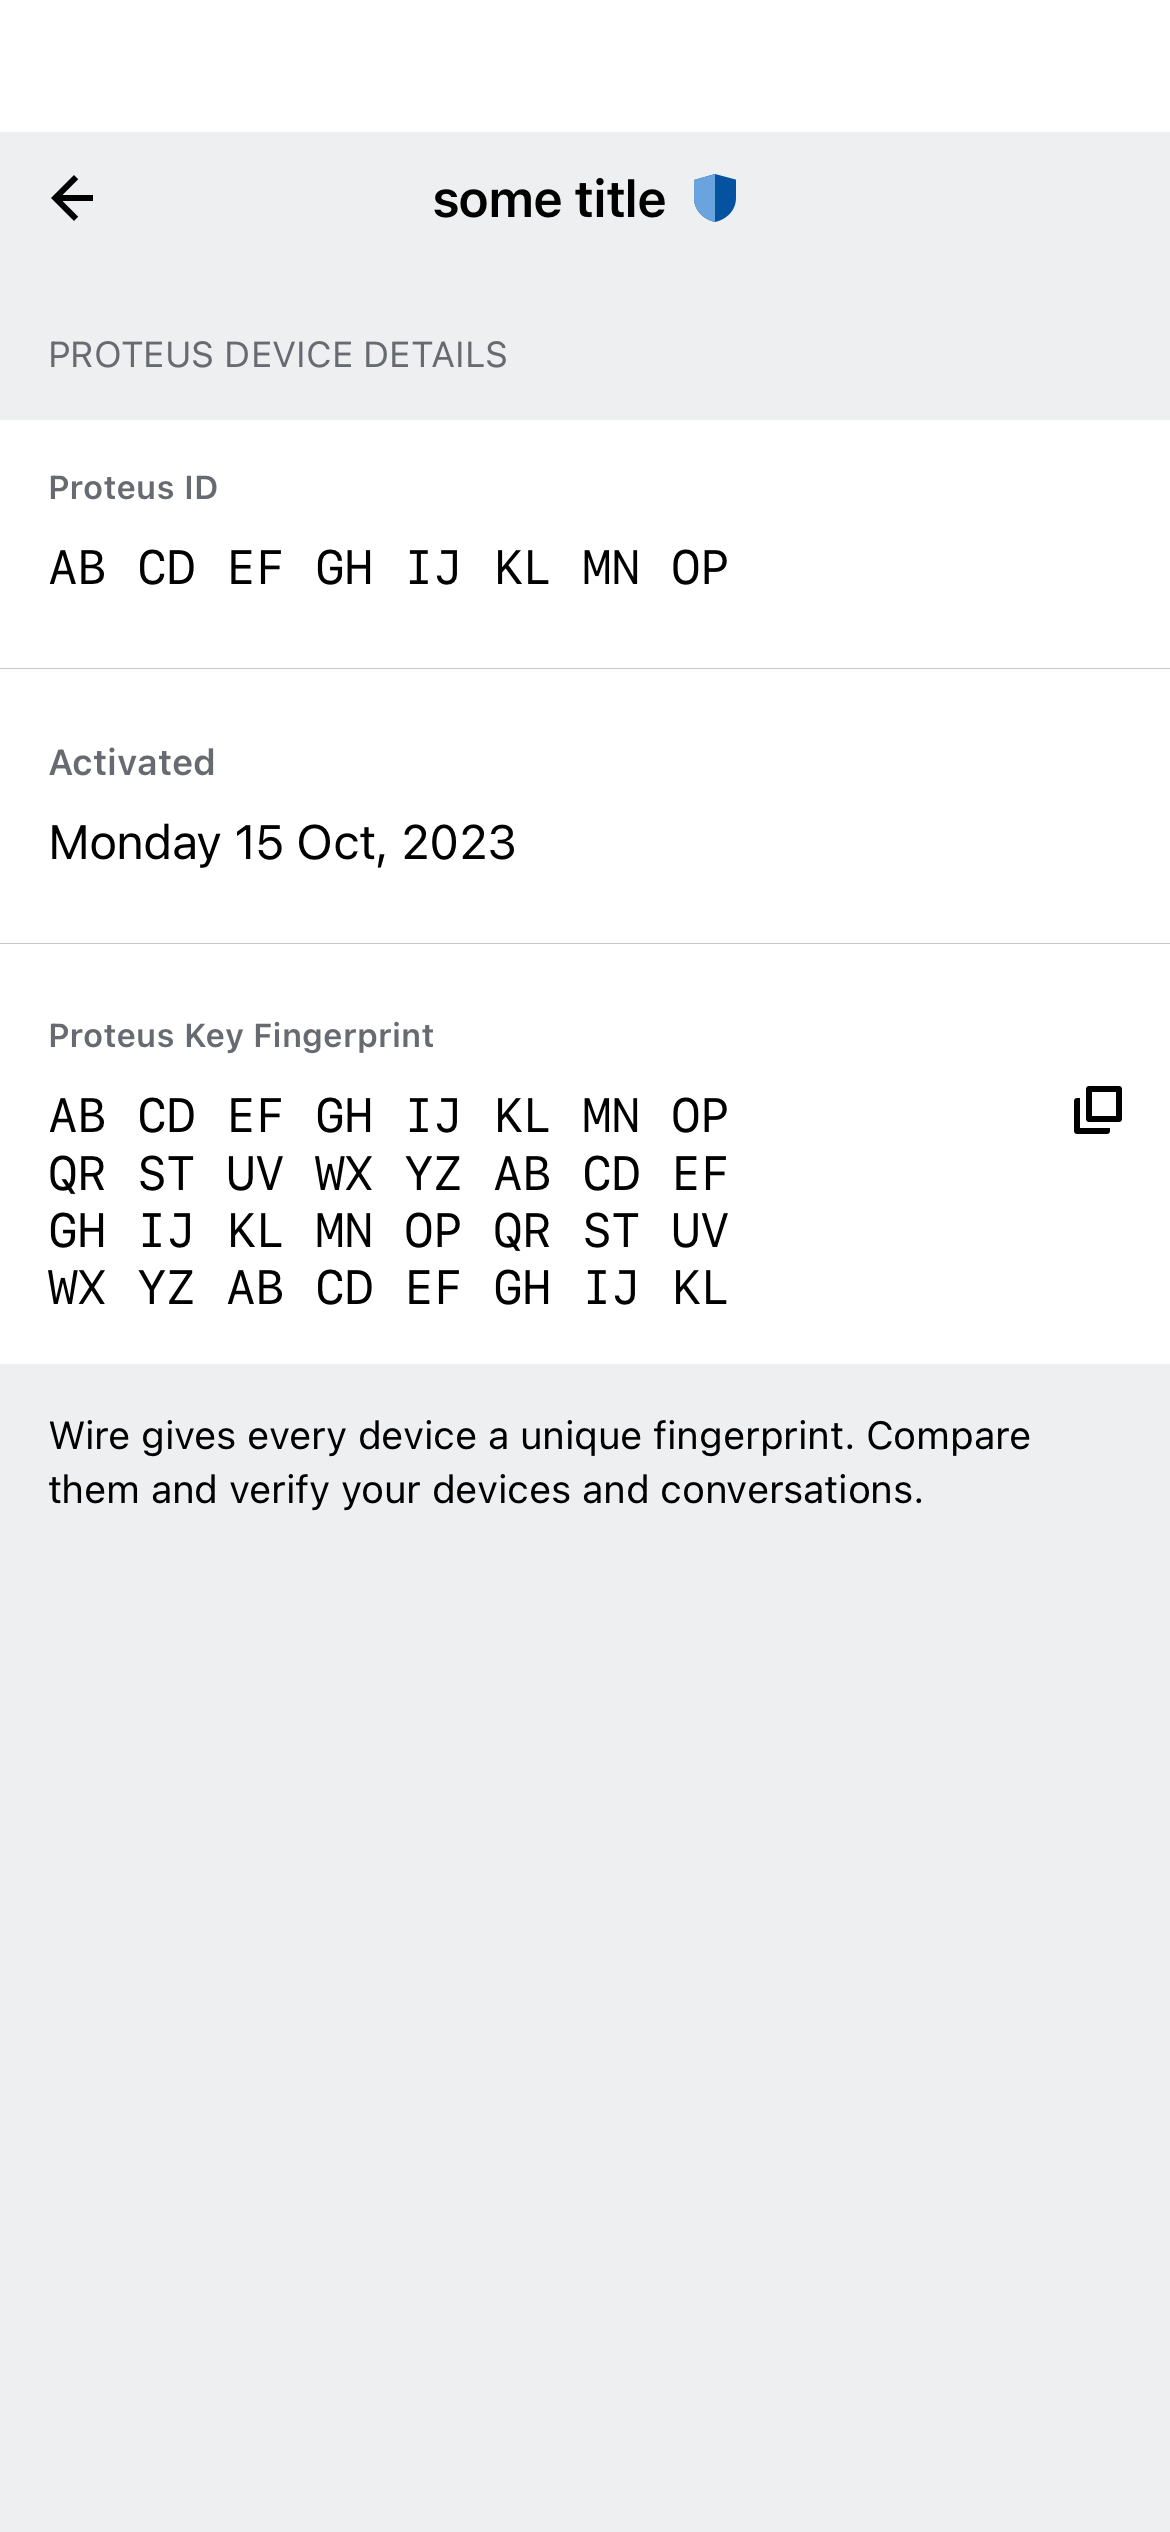 some title
PROTEUS DEVICE DETAILS
Proteus ID
AB CD EF GH IJ KL MN OP
Activated
Monday 15 Oct, 2023
Proteus Key Fingerprint
AB CD EF GH IJ KL MN OP
QR ST UV WX YZ AB CD EF
GH IJ KL MN OP QR ST UV
WX YZ AB CD EF GH IJ KL
Wire gives every device a unique fingerprint. Compare
them and verify your devices and conversations.